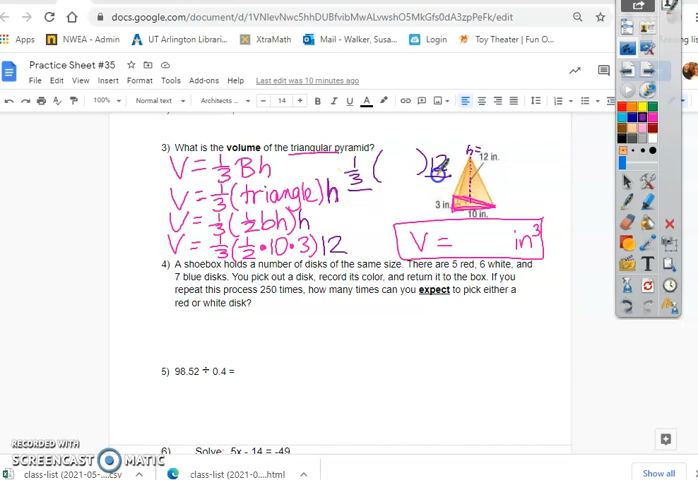 docs.google.com/document/d/1VNIevNwc5hhDUBfvibMwALvwshO5MkGfs0dA3zpPeFk/edit
Apps NWEA - Admin UT Arlington Librari... XtraMath Mail - Walker, Susa... Login Toy Theater | Fun O...
Practice Sheet #35
File Edit View Insert Format Tools Add-ons Help Last edit was 10 minutes ago
100% Normal text Architects ... 14 B I U A
3) What is the volume of the triangular pyramid?
V = 1/3 Bh
V = 1/3 (triangle) h
V = 1/3 (1/2 bh) h
V = 1/3 (1/2 • 10 • 3) 12
1/3 ( ) 12
h=
12 in.
3 in.
10 in.
V = in³
4) A shoebox holds a number of disks of the same size. There are 5 red, 6 white, and
7 blue disks. You pick out a disk, record its color, and return it to the box. If you
repeat this process 250 times, how many times can you expect to pick either a
red or white disk?
5) 98.52 ÷ 0.4 =
6) Solve: 5x - 14 = -49
RECORDED WITH
SCREENCAST MATIC
class-list (2021-05-....csv class-list (2021-0....html Show all